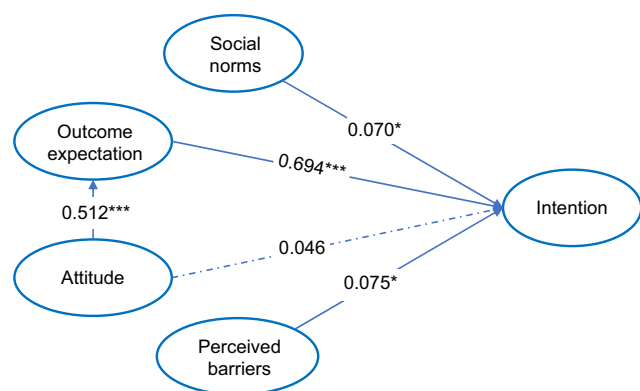 Social
norms
0.070*
Outcome
expectation
0.694***
0.512***
Intention
0.046
Attitude
0.075*
Perceived
barriers